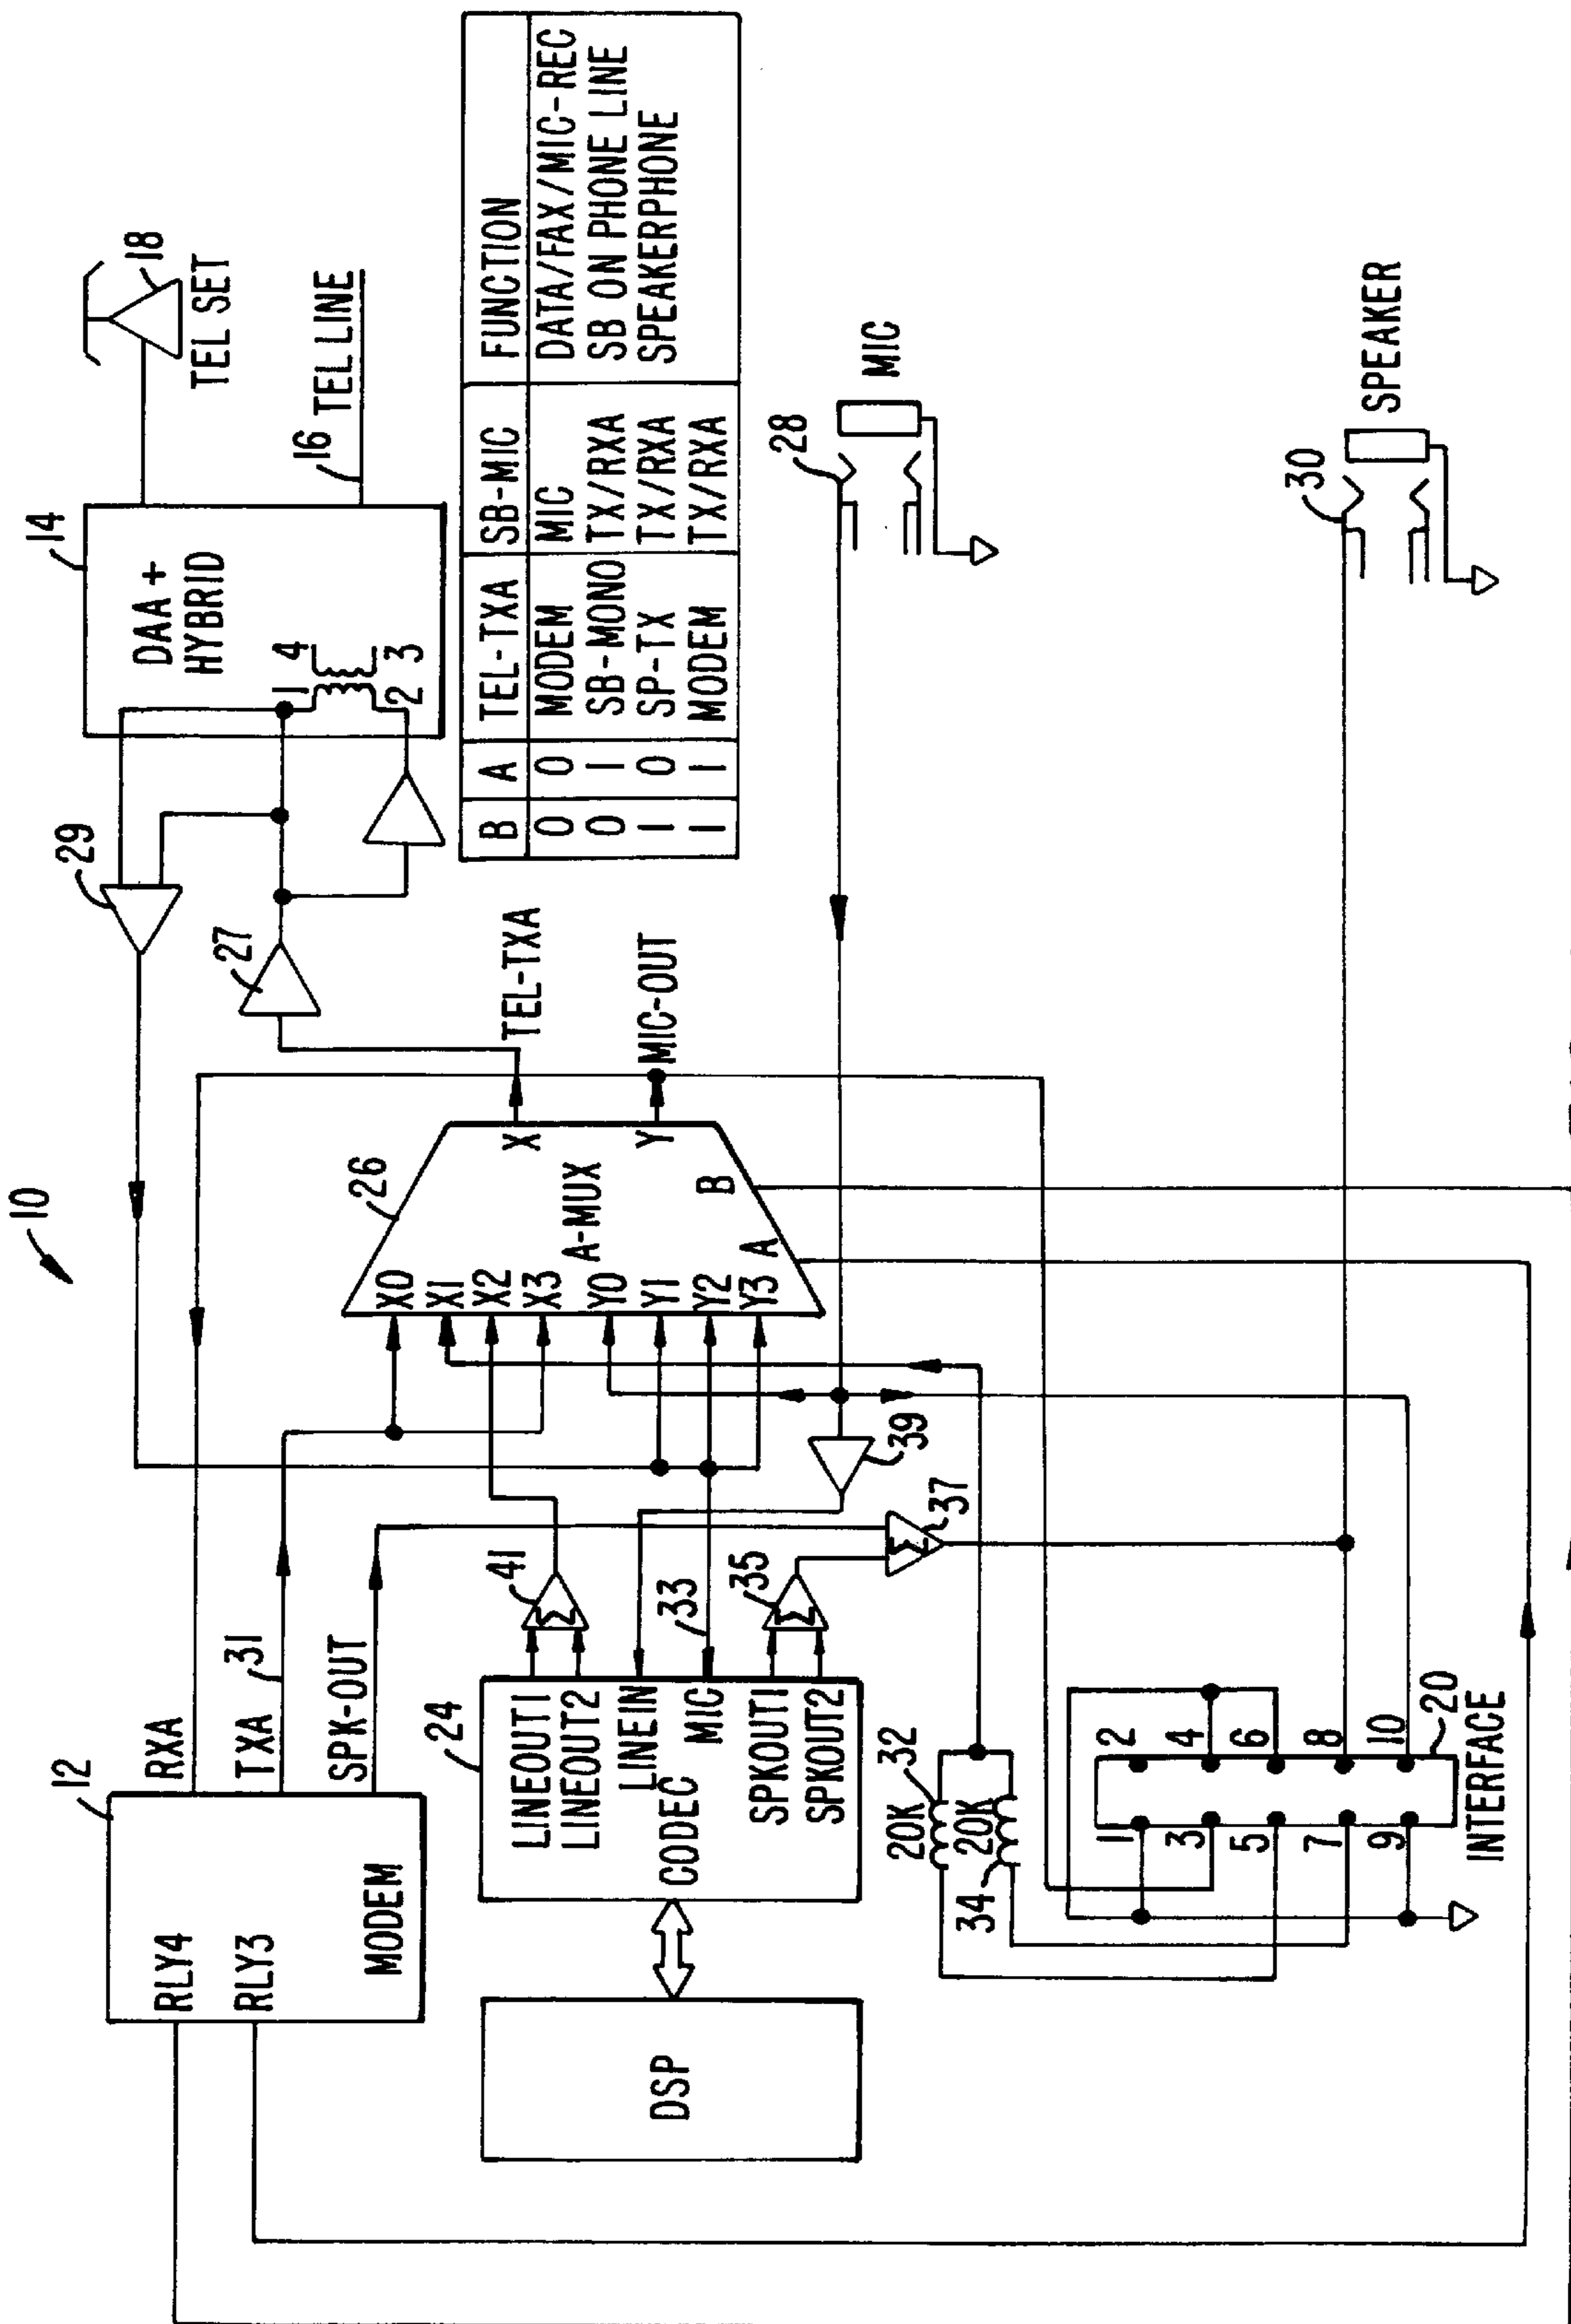 10
12
MODEM
RLY4
RLY3
RXA
TXA
SPK-OUT
31
29
27
14
DAA +
HYBRID
1
4
2
3
18
TEL SET
16
TEL LINE
26
X0
X1
X2
X3
A-MUX
Y0
Y1
Y2
Y3
X
Y
A
B
TEL-TXA
MIC-OUT
B A TEL-TXA SB-MIC FUNCTION
0 0 MODEM MIC DATA/FAX/MIC-REC
0 1 SB-MONO TX/RXA SB ON PHONE LINE
1 0 SP-TX TX/RXA SPEAKERPHONE
1 1 MODEM TX/RXA
24
LINEOUT1
LINEOUT2
LINEIN
CODEC
MIC
SPKOUT1
SPKOUT2
41
Σ
33
35
Σ
37
Σ
39
DSP
28
MIC
30
SPEAKER
20K
32
20K
34
1 2
3 4
5 6
7 8
9 10
20
INTERFACE